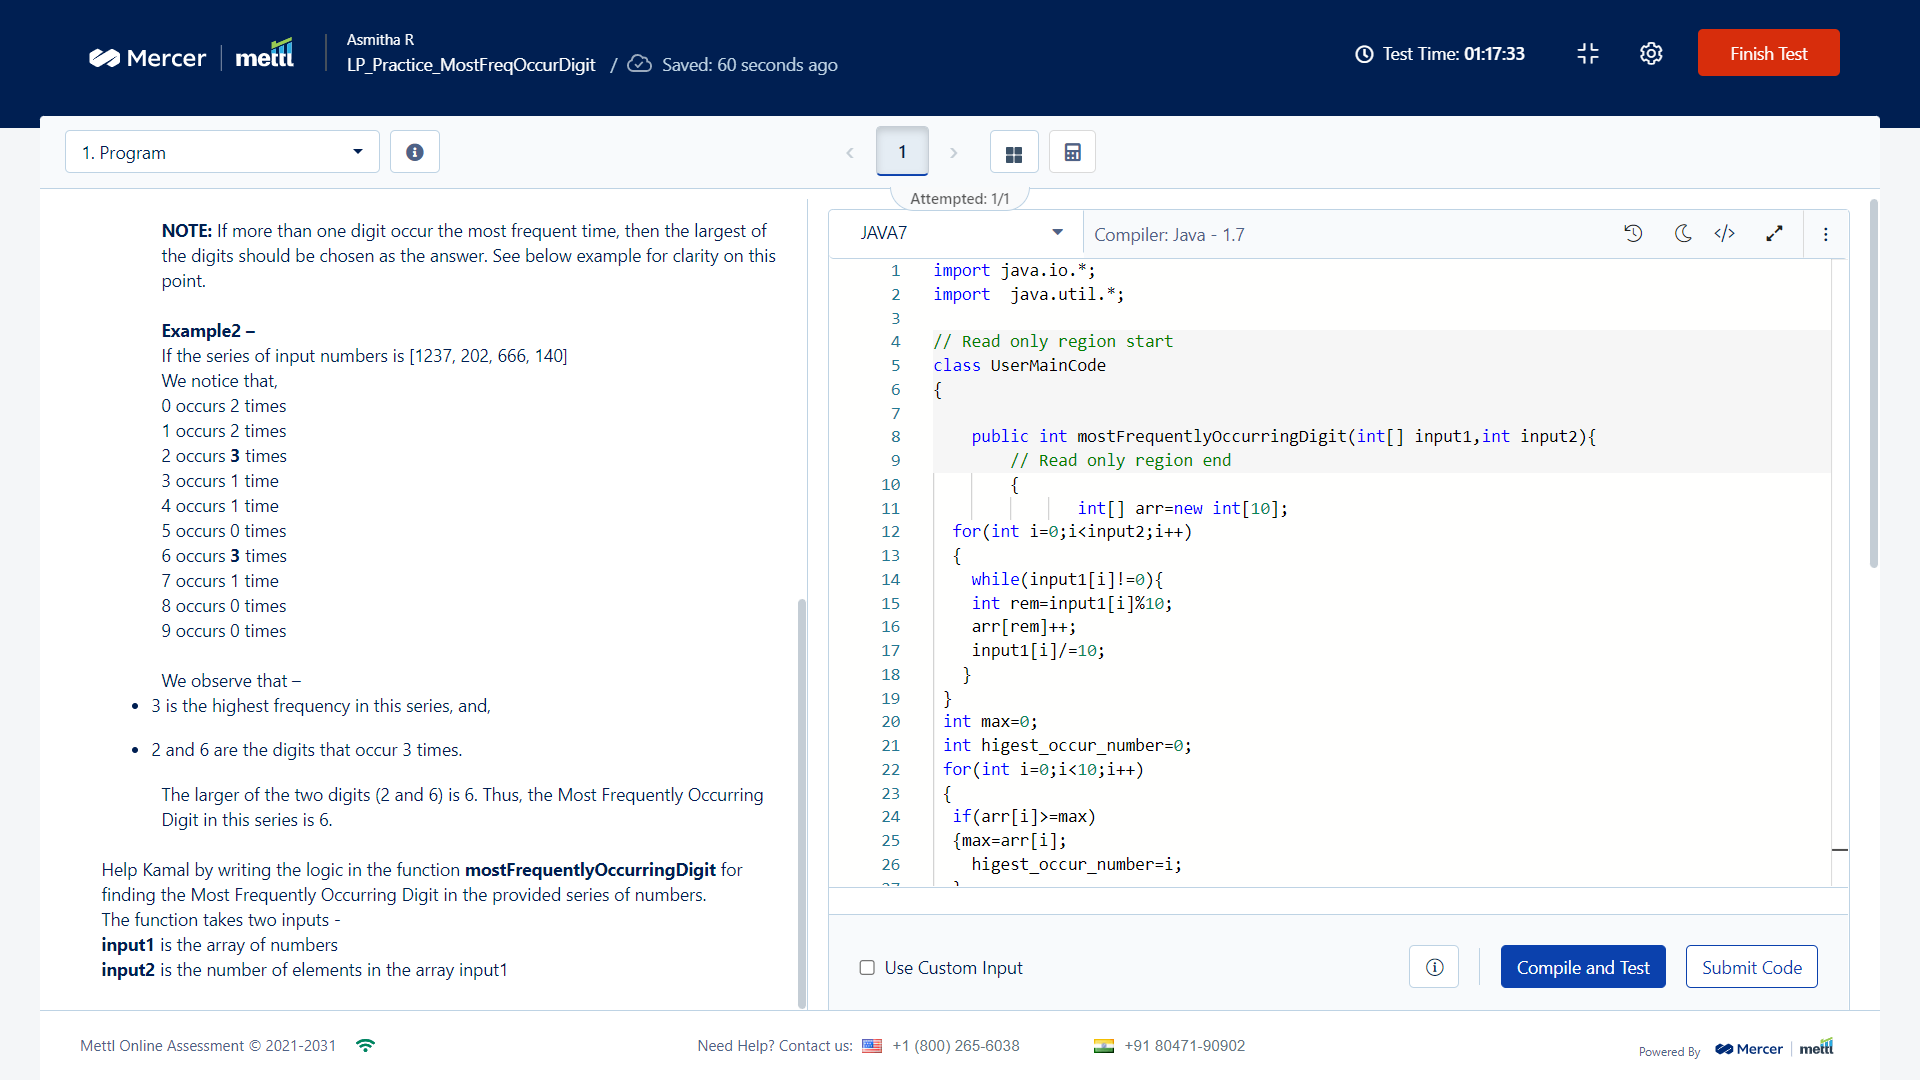 Mercer | mettl
Asmitha R
LP_Practice_MostFreqOccurDigit / Saved: 60 seconds ago
Test Time: 01:17:33
Finish Test
1. Program
1
Attempted: 1/1
NOTE: If more than one digit occur the most frequent time, then the largest of
the digits should be chosen as the answer. See below example for clarity on this
point.
Example2 –
If the series of input numbers is [1237, 202, 666, 140]
We notice that,
0 occurs 2 times
1 occurs 2 times
2 occurs 3 times
3 occurs 1 time
4 occurs 1 time
5 occurs 0 times
6 occurs 3 times
7 occurs 1 time
8 occurs 0 times
9 occurs 0 times
We observe that –
• 3 is the highest frequency in this series, and,
• 2 and 6 are the digits that occur 3 times.
The larger of the two digits (2 and 6) is 6. Thus, the Most Frequently Occurring
Digit in this series is 6.
Help Kamal by writing the logic in the function mostFrequentlyOccurringDigit for
finding the Most Frequently Occurring Digit in the provided series of numbers.
The function takes two inputs -
input1 is the array of numbers
input2 is the number of elements in the array input1
JAVA7
Compiler: Java - 1.7
1 import java.io.*;
2 import  java.util.*;
3
4 // Read only region start
5 class UserMainCode
6 {
7
8 public int mostFrequentlyOccurringDigit(int[] input1,int input2){
9 // Read only region end
10 {
11 int[] arr=new int[10];
12 for(int i=0;i<input2;i++)
13 {
14 while(input1[i]!=0){
15 int rem=input1[i]%10;
16 arr[rem]++;
17 input1[i]/=10;
18 }
19 }
20 int max=0;
21 int higest_occur_number=0;
22 for(int i=0;i<10;i++)
23 {
24 if(arr[i]>=max)
25 {max=arr[i];
26 higest_occur_number=i;
27 }
Use Custom Input
Compile and Test
Submit Code
Mettl Online Assessment © 2021-2031
Need Help? Contact us: +1 (800) 265-6038
+91 80471-90902
Powered By Mercer | mettl